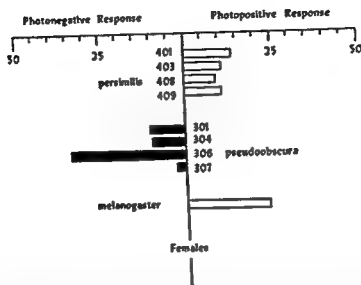 Photonegative Response Photopositive Response
50 25 25 50
401
403
persimilis 408
409
301
304
306 pseudoobscura
307
melanogaster
Females